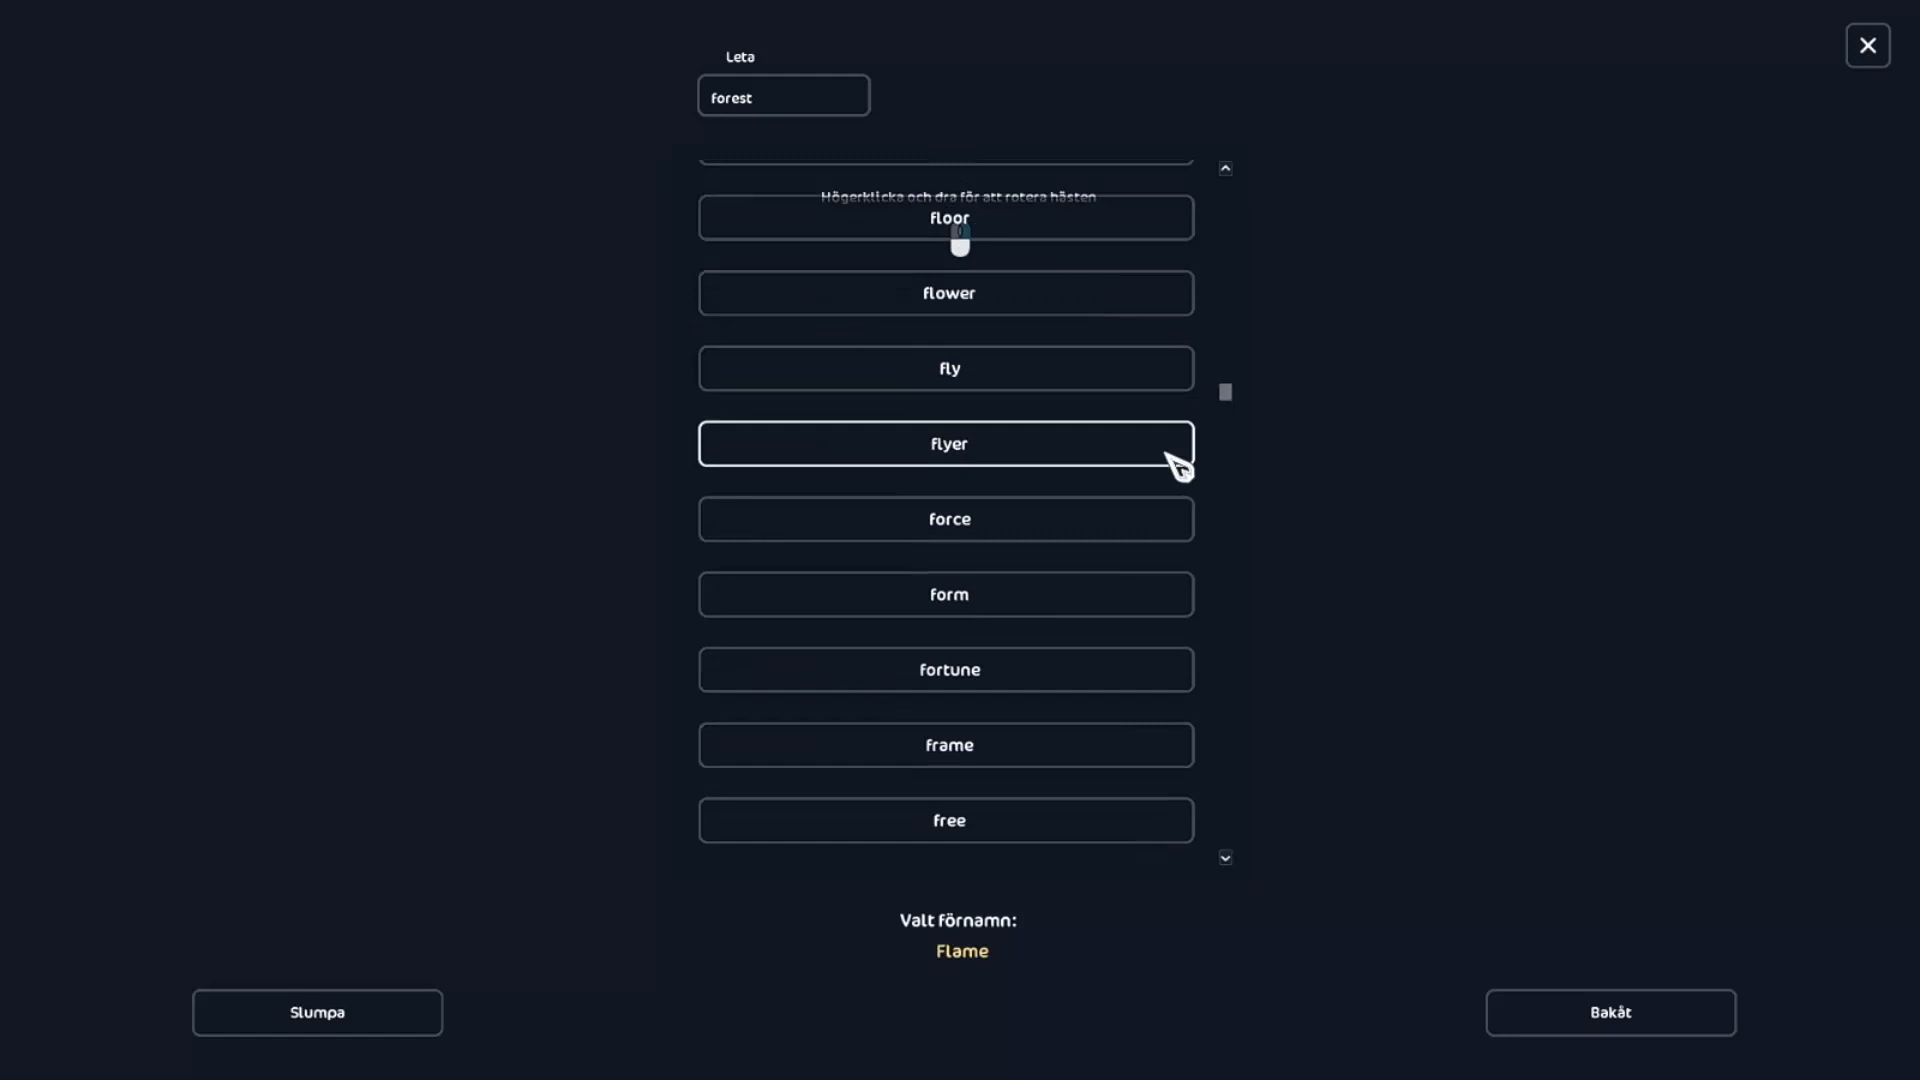 Leta
forest
Högerklicka och dra för att rotera hästen
floor
flower
fly
flyer
force
form
fortune
frame
free
Valt förnamn:
Flame
Slumpa
Bakåt